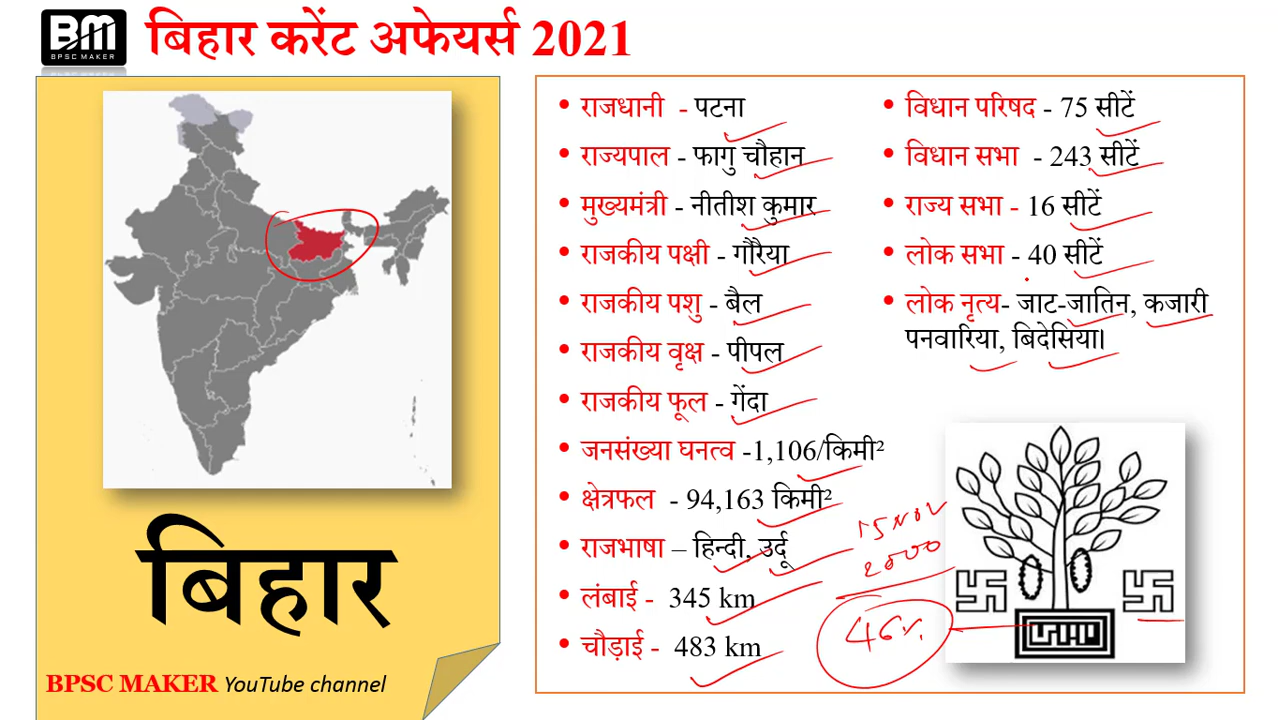 BM
BPSC MAKER
बिहार करेंट अफेयर्स 2021
बिहार
BPSC MAKER YouTube channel
• राजधानी - पटना
• राज्यपाल - फागु चौहान
• मुख्यमंत्री - नीतीश कुमार
• राजकीय पक्षी - गौरैया
• राजकीय पशु - बैल
• राजकीय वृक्ष - पीपल
• राजकीय फूल - गेंदा
• जनसंख्या घनत्व -1,106/किमी²
• क्षेत्रफल - 94,163 किमी²
• राजभाषा – हिन्दी, उर्दू
• लंबाई - 345 km
• चौड़ाई - 483 km
• विधान परिषद - 75 सीटें
• विधान सभा - 243 सीटें
• राज्य सभा - 16 सीटें
• लोक सभा - 40 सीटें
• लोक नृत्य- जाट-जातिन, कजारी
पनवारिया, बिदेसिया।
15 NOV
2000
46%